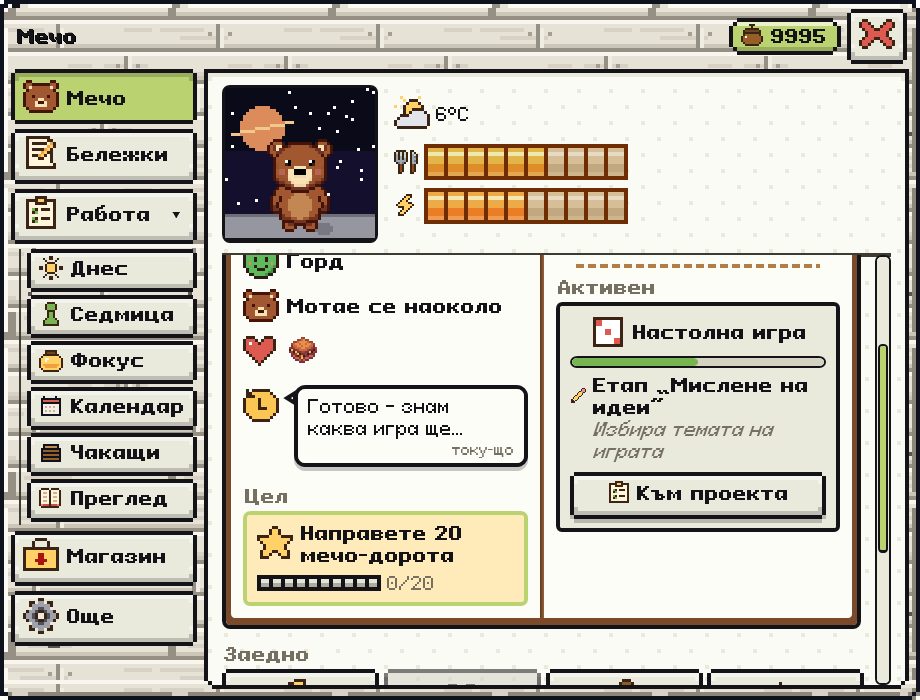 Мечо
9995
Мечо
Бележки
Работа
Днес
Седмица
Фокус
Календар
Чакащи
Преглед
Магазин
Още
6°C
Горд
Мотае се наоколо
Готово - знам
каква игра ще...
току-що
Цел
Направете 20
мечо-дорота
0/20
Активен
Настолна игра
Етап „Мислене на
идеи“
Избира темата на
играта
Към проекта
Заедно